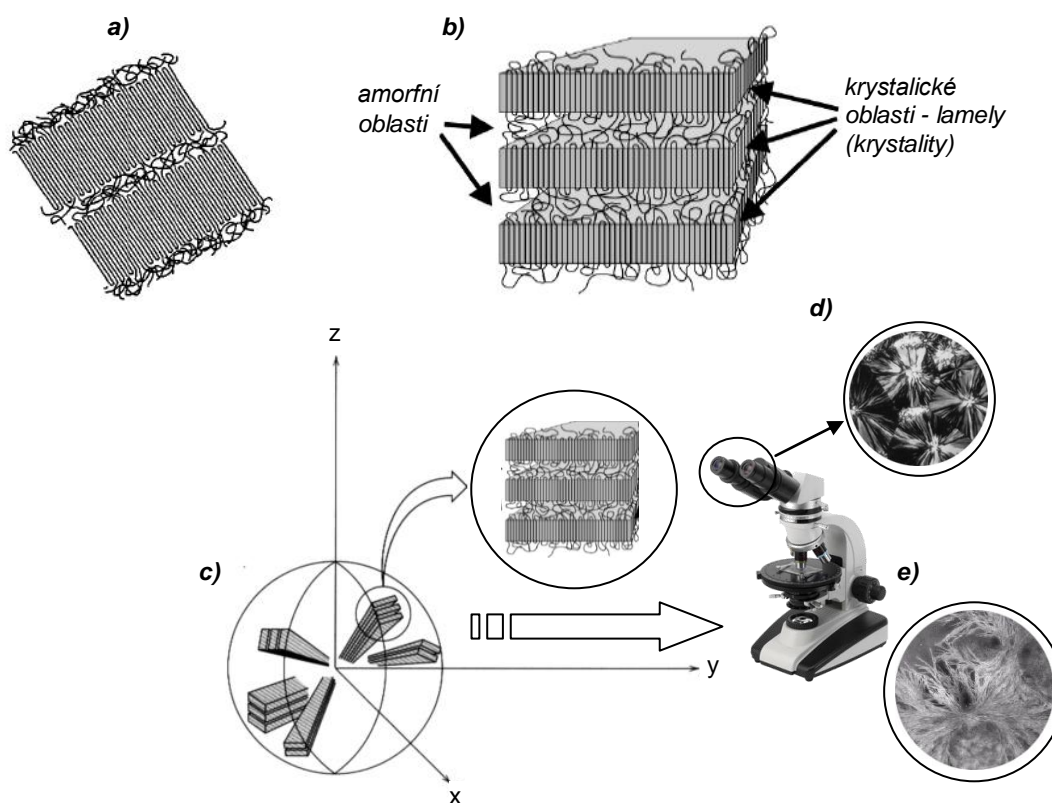 a)
b)
amorfní
oblasti
krystalické
oblasti - lamely
(krystality)
d)
z
c)
e)
y
x